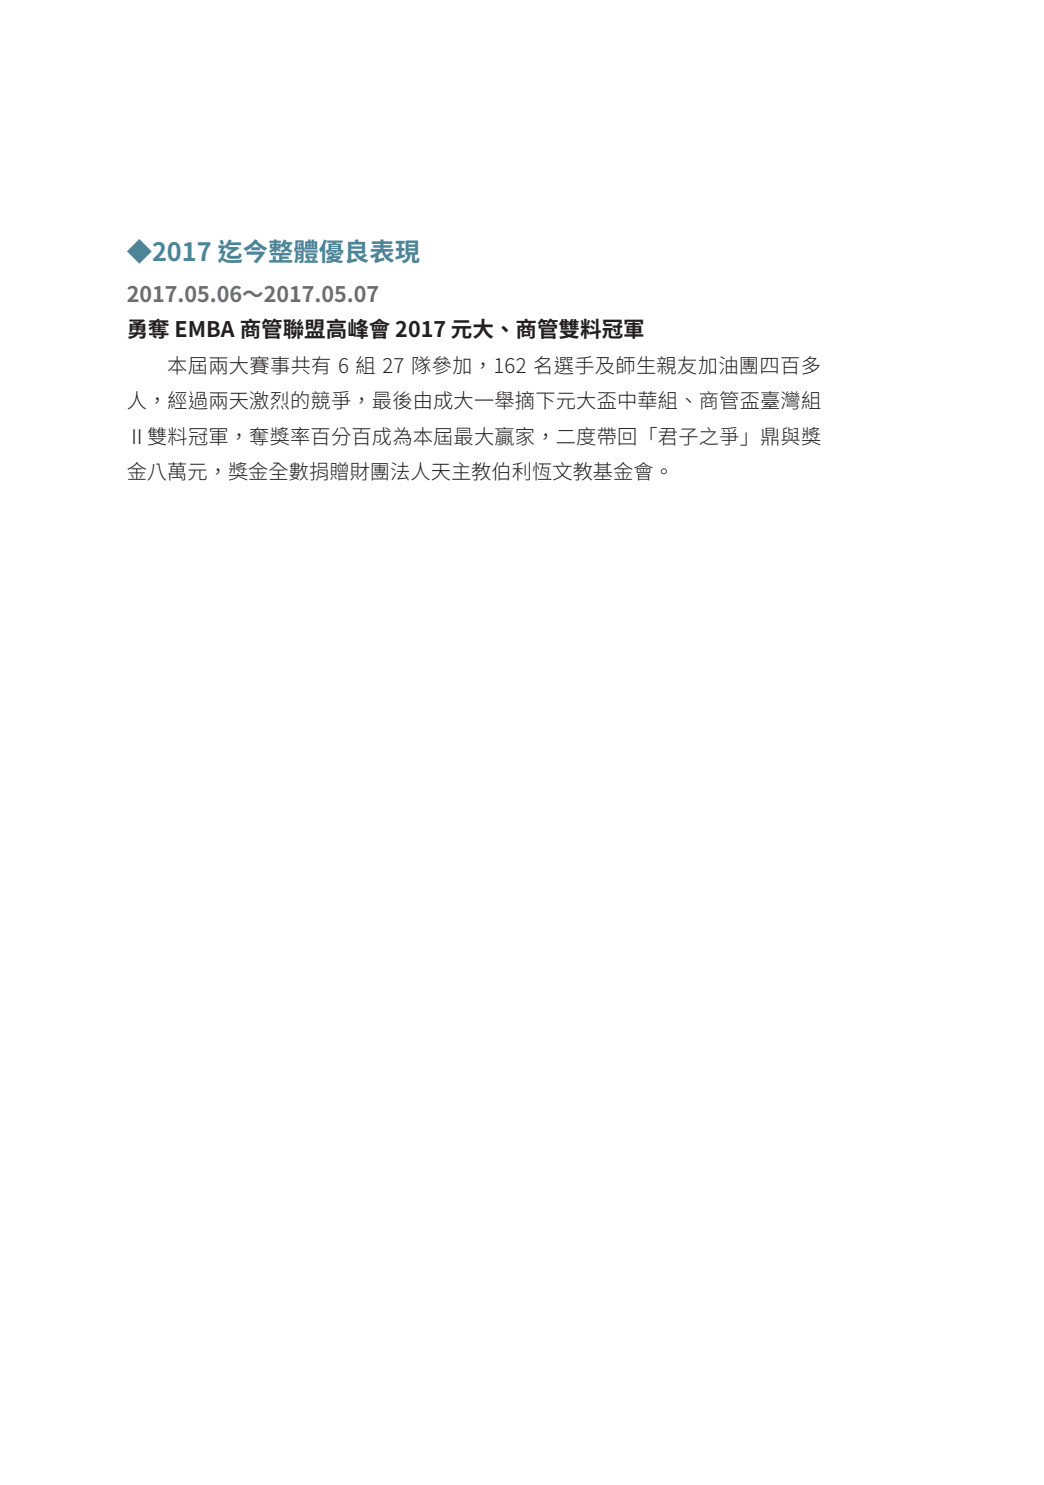 ◆2017 迄今整體優良表現
2017.05.06～2017.05.07
勇奪 EMBA 商管聯盟高峰會 2017 元大、商管雙料冠軍
本屆兩大賽事共有 6 組 27 隊參加，162 名選手及師生親友加油團四百多
人，經過兩天激烈的競爭，最後由成大一舉摘下元大盃中華組、商管盃臺灣組
II 雙料冠軍，奪獎率百分百成為本屆最大贏家，二度帶回「君子之爭」鼎與獎
金八萬元，獎金全數捐贈財團法人天主教伯利恆文教基金會。